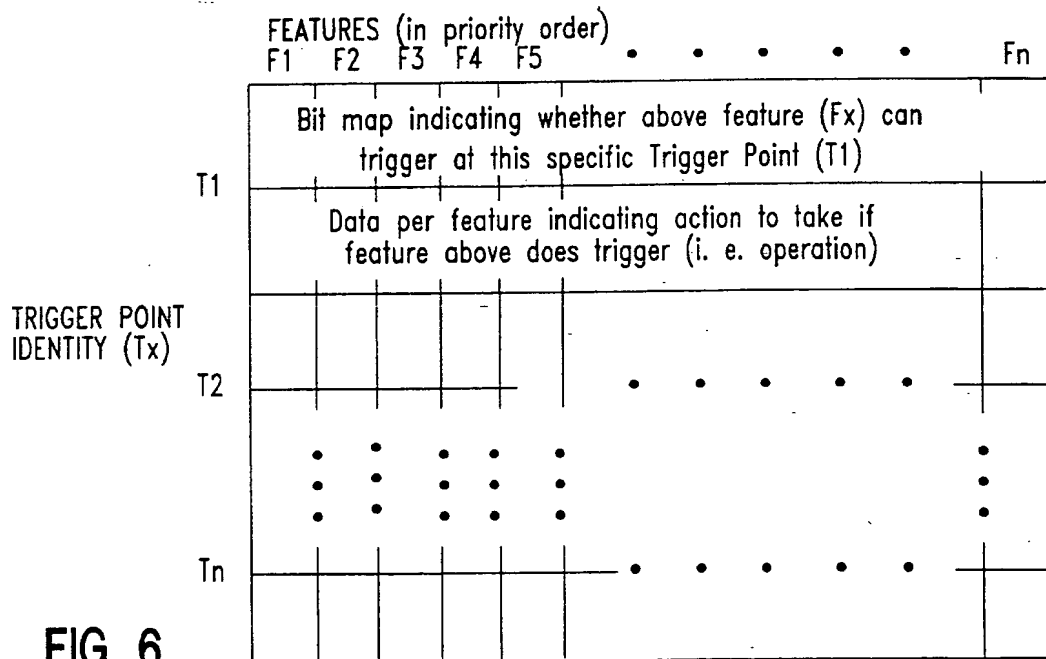 FEATURES (in priority order)
F1 F2 F3 F4 F5 Fn
Bit map indicating whether above feature (Fx) can
trigger at this specific Trigger Point (T1)
T1
Data per feature indicating action to take if
feature above does trigger (i. e. operation)
TRIGGER POINT
IDENTITY (Tx)
T2
Tn
FIG. 6